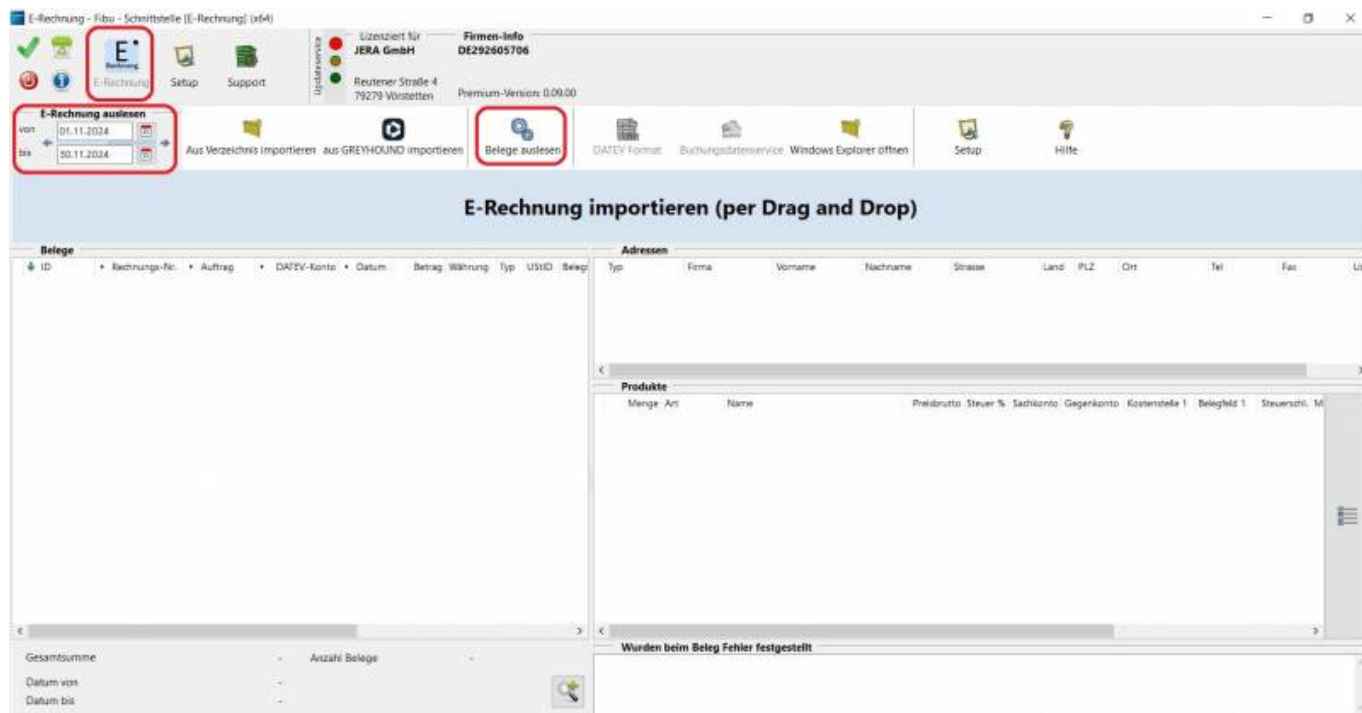 E-Rechnung - Fibu - Schnittstelle [E-Rechnung] (x64)
E
Rechnung
E-Rechnung
Setup
Support
Updateservice
Lizenziert für
JERA GmbH
Reutener Straße 4
79279 Vörstetten
Firmen-Info
DE292605706
Premium-Version: 0.09.00
E-Rechnung auslesen
von 01.11.2024
bis 30.11.2024
Aus Verzeichnis importieren
aus GREYHOUND importieren
Belege auslesen
DATEV Format
Buchungsdatenservice
Windows Explorer öffnen
Setup
Hilfe
E-Rechnung importieren (per Drag and Drop)
Belege
ID Rechnungs-Nr. Auftrag DATEV-Konto Datum Betrag Währung Typ UStID Beleg
Adressen
Typ Firma Vorname Nachname Strasse Land PLZ Ort Tel Fax
Produkte
Menge Art Name Preisbrutto Steuer % Sachkonto Gegenkonto Kostenstelle 1 Belegfeld 1 Steuerschl. M
Gesamtsumme - Anzahl Belege -
Datum von -
Datum bis -
Wurden beim Beleg Fehler festgestellt